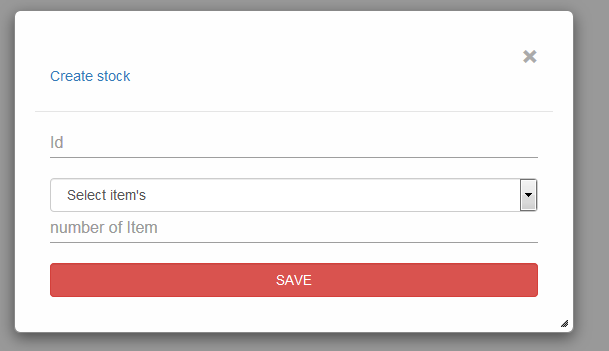 Create stock
Id
Select item's
number of Item
SAVE